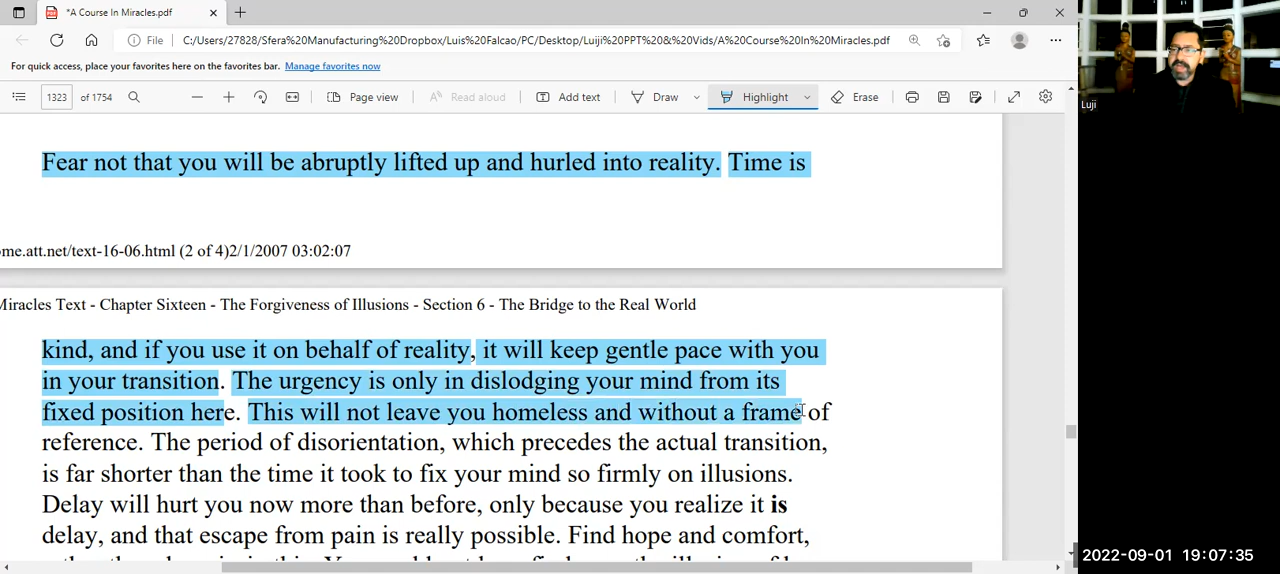 *A Course In Miracles.pdf
File C:/Users/27828/Sfera%20Manufacturing%20Dropbox/Luis%20Falcao/PC/Desktop/Luiji%20PPT%20&%20Vids/A%20Course%20In%20Miracles.pdf
For quick access, place your favorites here on the favorites bar. Manage favorites now
1323 of 1754 Page view Read aloud Add text Draw Highlight Erase
Luji
Fear not that you will be abruptly lifted up and hurled into reality. Time is
ome.att.net/text-16-06.html (2 of 4)2/1/2007 03:02:07
Miracles Text - Chapter Sixteen - The Forgiveness of Illusions - Section 6 - The Bridge to the Real World
kind, and if you use it on behalf of reality, it will keep gentle pace with you
in your transition. The urgency is only in dislodging your mind from its
fixed position here. This will not leave you homeless and without a frame of
reference. The period of disorientation, which precedes the actual transition,
is far shorter than the time it took to fix your mind so firmly on illusions.
Delay will hurt you now more than before, only because you realize it is
delay, and that escape from pain is really possible. Find hope and comfort,
2022-09-01 19:07:35